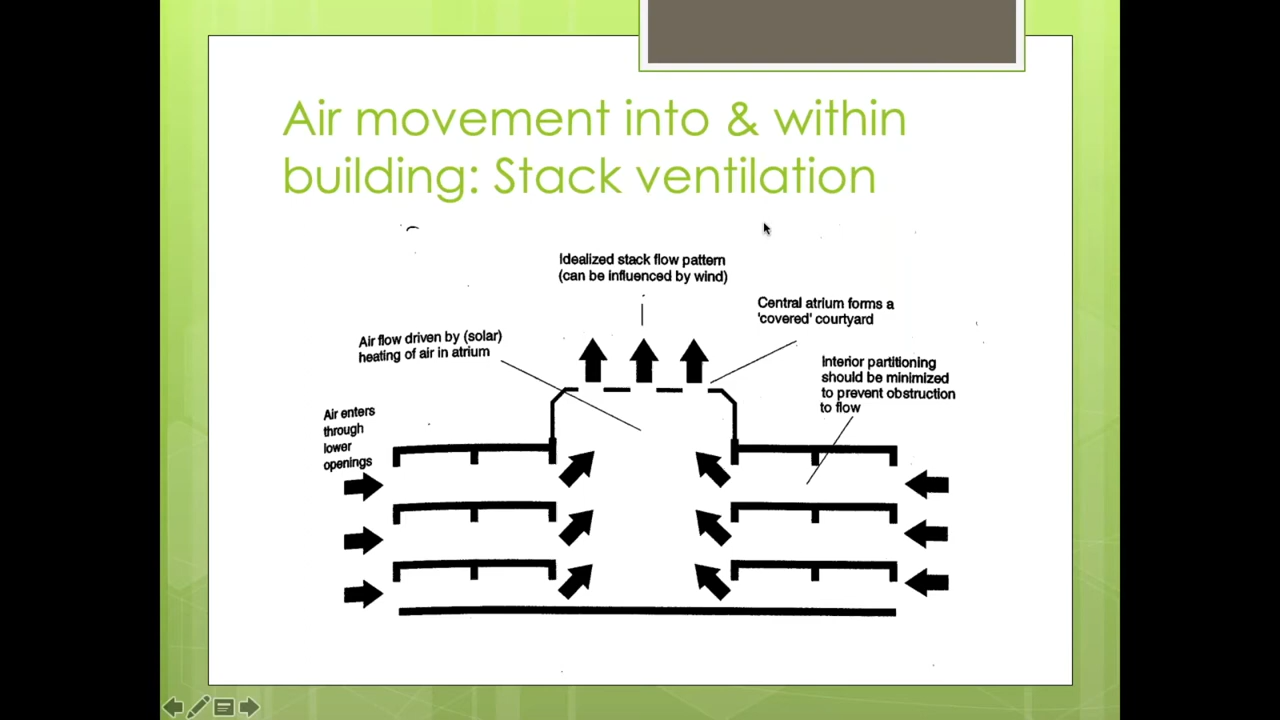 Air movement into & within
building: Stack ventilation
Idealized stack flow pattern
(can be influenced by wind)
Central atrium forms a
'covered' courtyard
Air flow driven by (solar)
heating of air in atrium
Interior partitioning
should be minimized
to prevent obstruction
to flow
Air enters
through
lower
openings